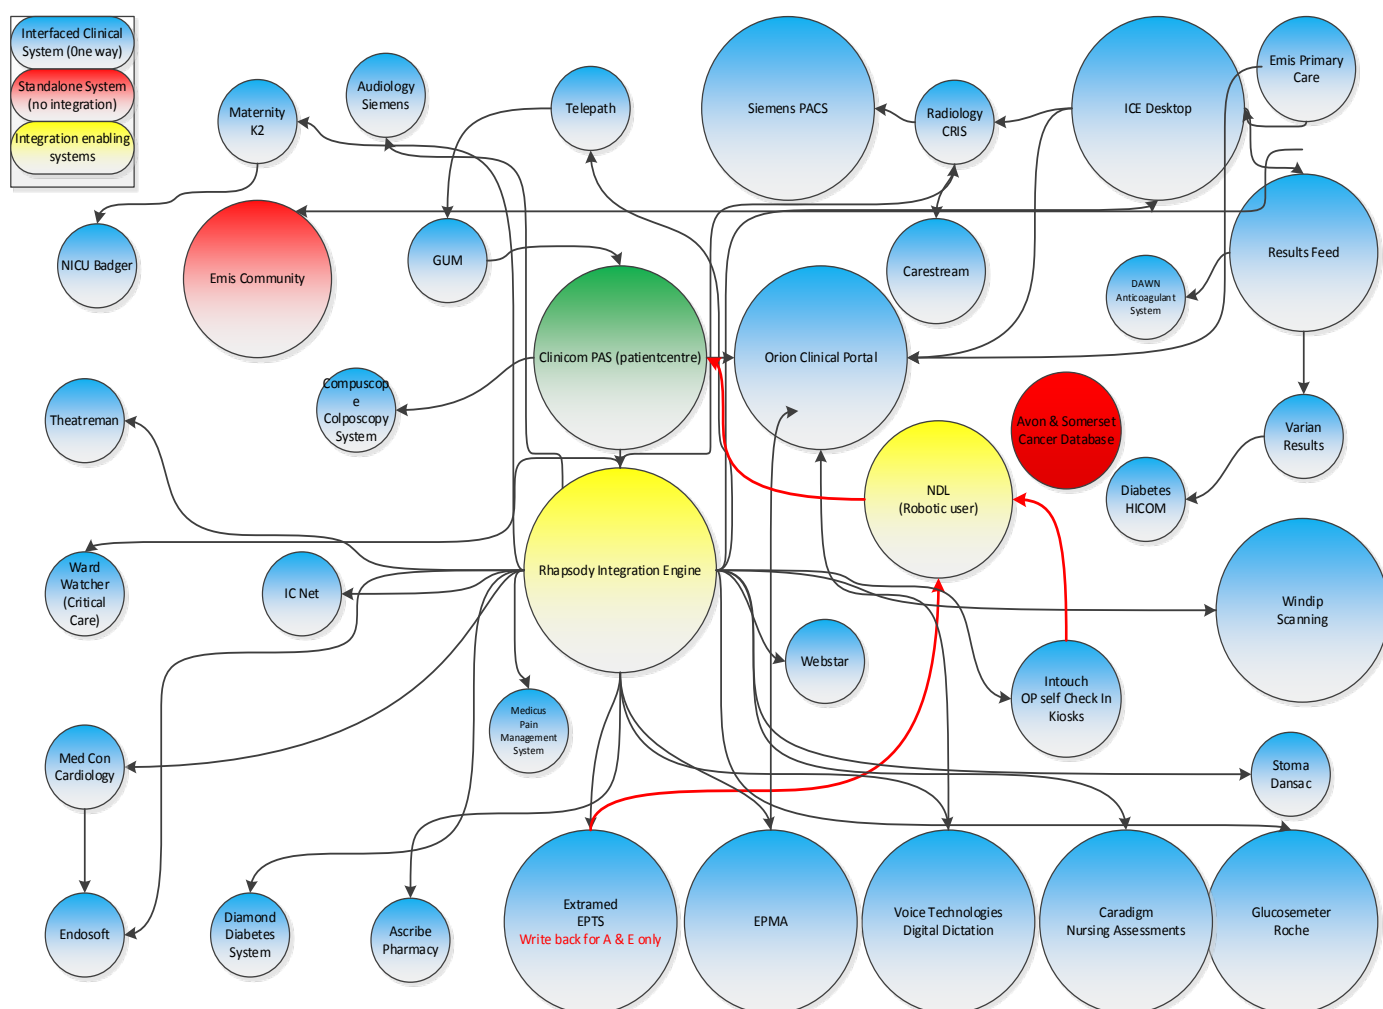 Interfaced Clinical
System (0ne way)
Standalone System
(no integration)
Integration enabling
systems
Maternity
K2
Audiology
Siemens
Telepath
Siemens PACS
Radiology
CRIS
ICE Desktop
Emis Primary
Care
NICU Badger
Emis Community
GUM
Carestream
Results Feed
DAWN
Anticoagulant
System
Clinicom PAS (patientcentre)
Orion Clinical Portal
Compuscop
e
Colposcopy
System
Theatreman
Avon & Somerset
Cancer Database
Varian
Results
NDL
(Robotic user)
Diabetes
HICOM
Ward
Watcher
(Critical
Care)
IC Net
Rhapsody Integration Engine
Windip
Scanning
Webstar
Intouch
OP self Check In
Kiosks
Medicus
Pain
Management
System
Med Con
Cardiology
Stoma
Dansac
Endosoft
Diamond
Diabetes
System
Ascribe
Pharmacy
Extramed
EPTS
Write back for A & E only
EPMA
Voice Technologies
Digital Dictation
Caradigm
Nursing Assessments
Glucosemeter
Roche